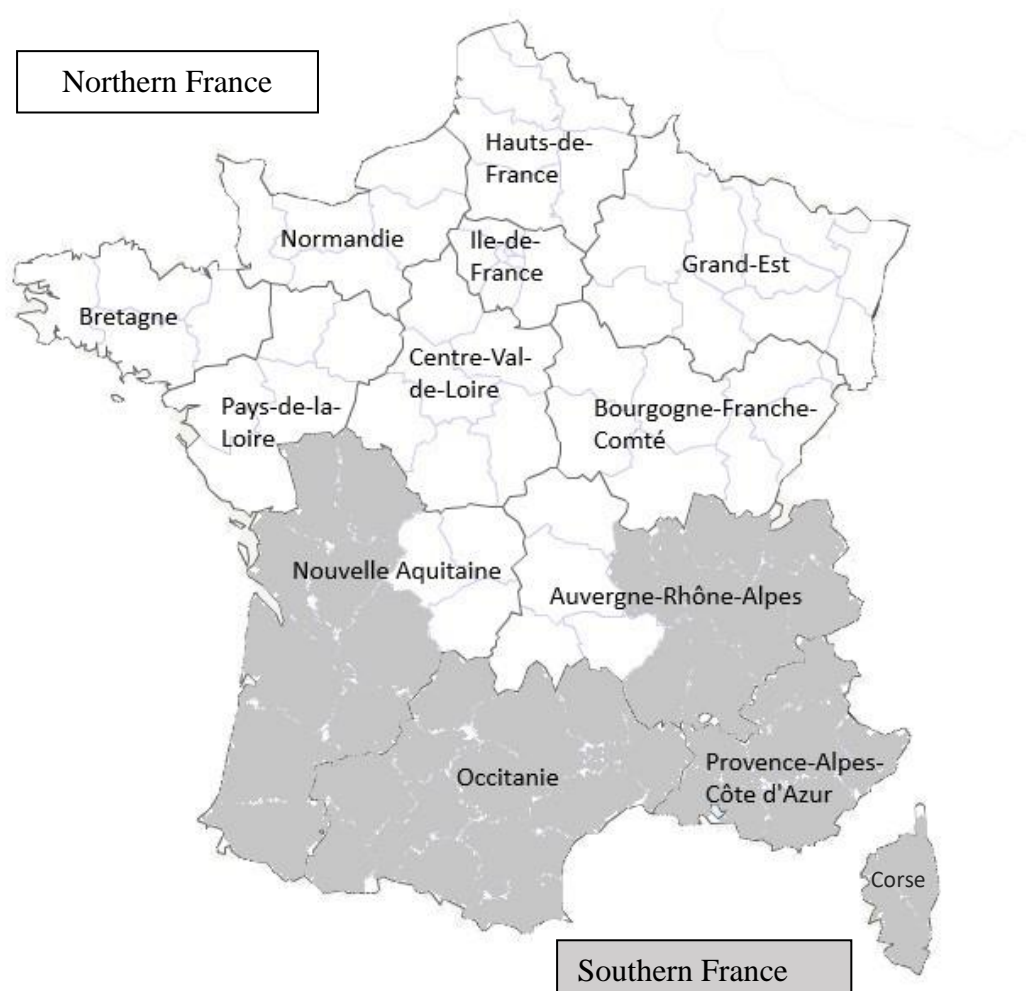 Northern France
Hauts-de-
France
Normandie
Ile-de-
France
Grand-Est
Bretagne
Centre-Val-
de-Loire
Pays-de-la-
Loire
Bourgogne-Franche-
Comté
Nouvelle Aquitaine
Auvergne-Rhône-Alpes
Occitanie
Provence-Alpes-
Côte d'Azur
Corse
Southern France